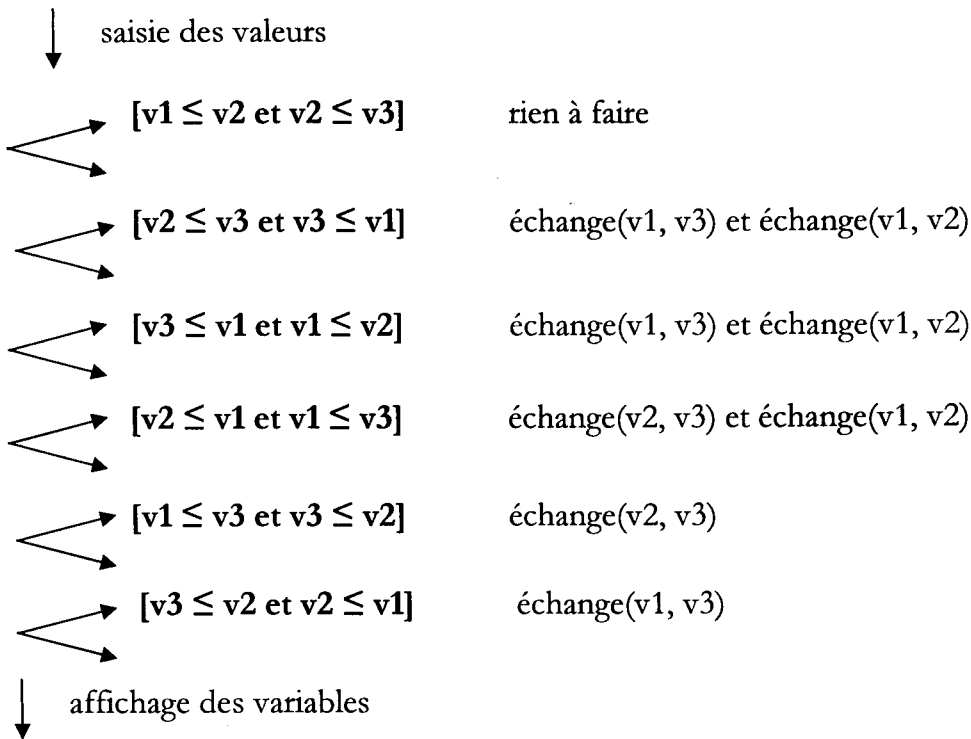 saisie des valeurs
[v1 ≤ v2 et v2 ≤ v3] rien à faire
[v2 ≤ v3 et v3 ≤ v1] échange(v1, v3) et échange(v1, v2)
[v3 ≤ v1 et v1 ≤ v2] échange(v1, v3) et échange(v1, v2)
[v2 ≤ v1 et v1 ≤ v3] échange(v2, v3) et échange(v1, v2)
[v1 ≤ v3 et v3 ≤ v2] échange(v2, v3)
[v3 ≤ v2 et v2 ≤ v1] échange(v1, v3)
affichage des variables